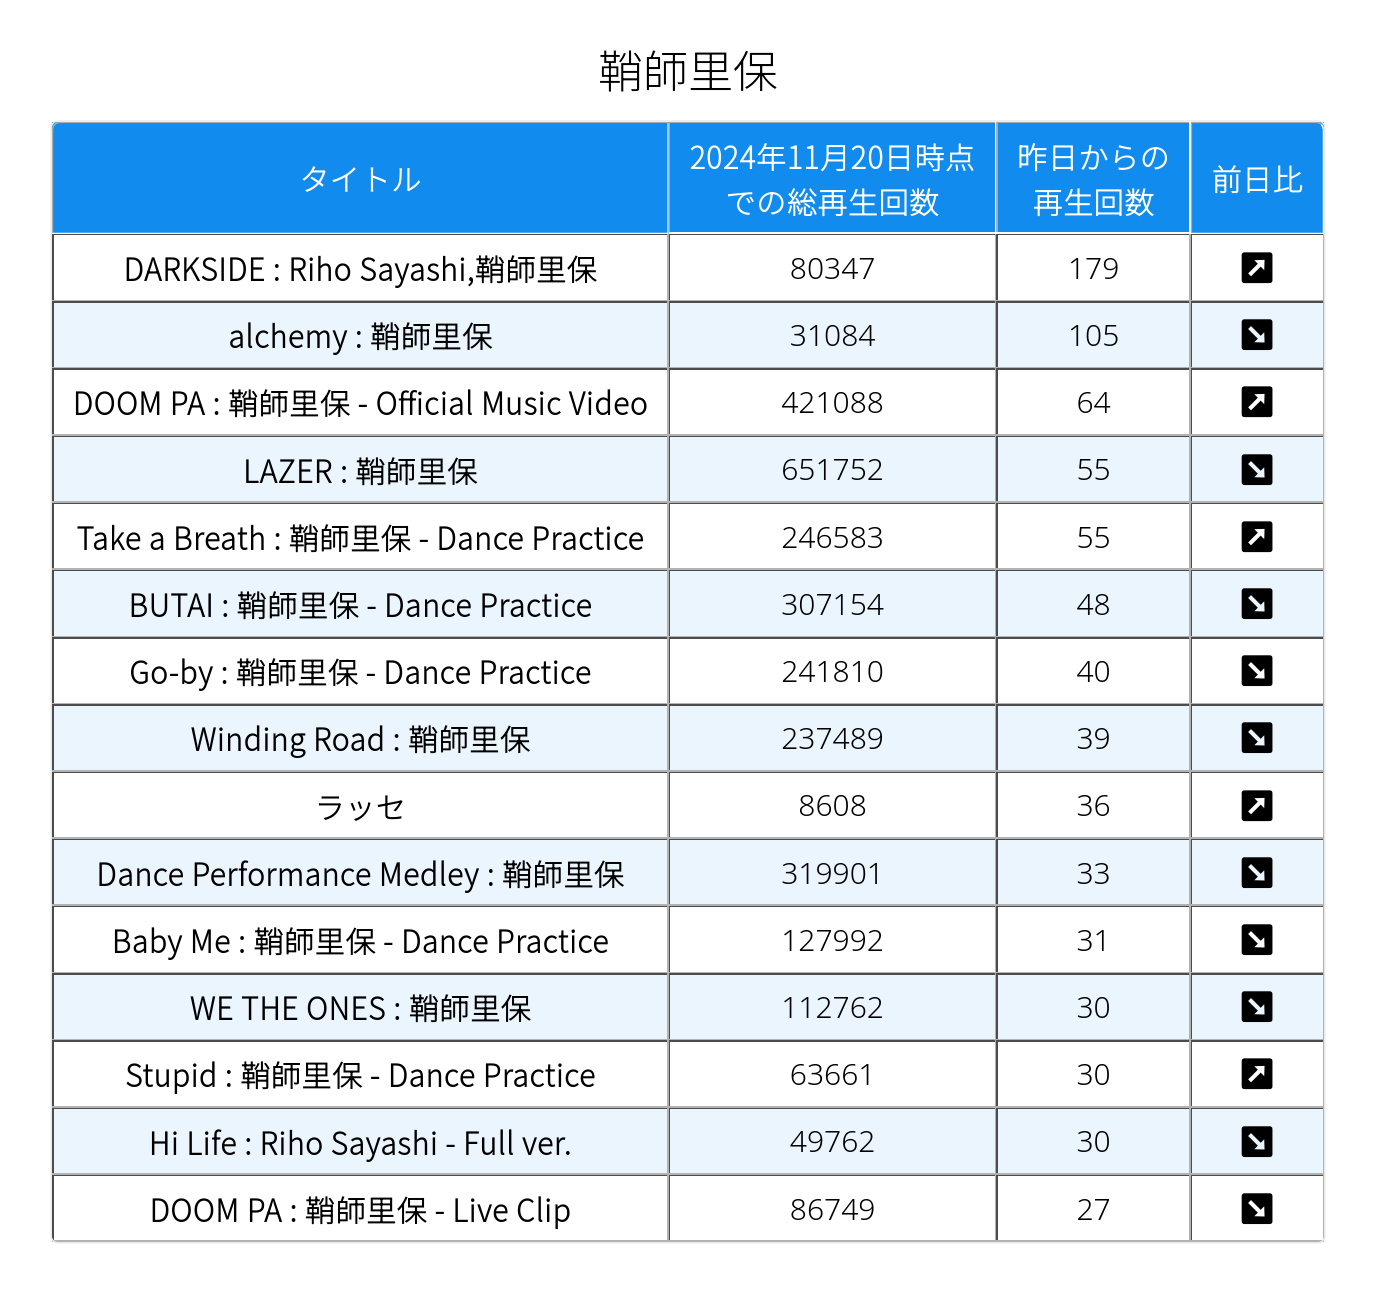 鞘師里保
タイトル 2024年11月20日時点 での総再生回数 昨日からの 再生回数 前日比
DARKSIDE : Riho Sayashi,鞘師里保 80347 179 ↗
alchemy : 鞘師里保 31084 105 ↘
DOOM PA : 鞘師里保 - Official Music Video 421088 64 ↗
LAZER : 鞘師里保 651752 55 ↘
Take a Breath : 鞘師里保 - Dance Practice 246583 55 ↗
BUTAI : 鞘師里保 - Dance Practice 307154 48 ↘
Go-by : 鞘師里保 - Dance Practice 241810 40 ↘
Winding Road : 鞘師里保 237489 39 ↘
ラッセ 8608 36 ↗
Dance Performance Medley : 鞘師里保 319901 33 ↘
Baby Me : 鞘師里保 - Dance Practice 127992 31 ↘
WE THE ONES : 鞘師里保 112762 30 ↘
Stupid : 鞘師里保 - Dance Practice 63661 30 ↗
Hi Life : Riho Sayashi - Full ver. 49762 30 ↘
DOOM PA : 鞘師里保 - Live Clip 86749 27 ↘